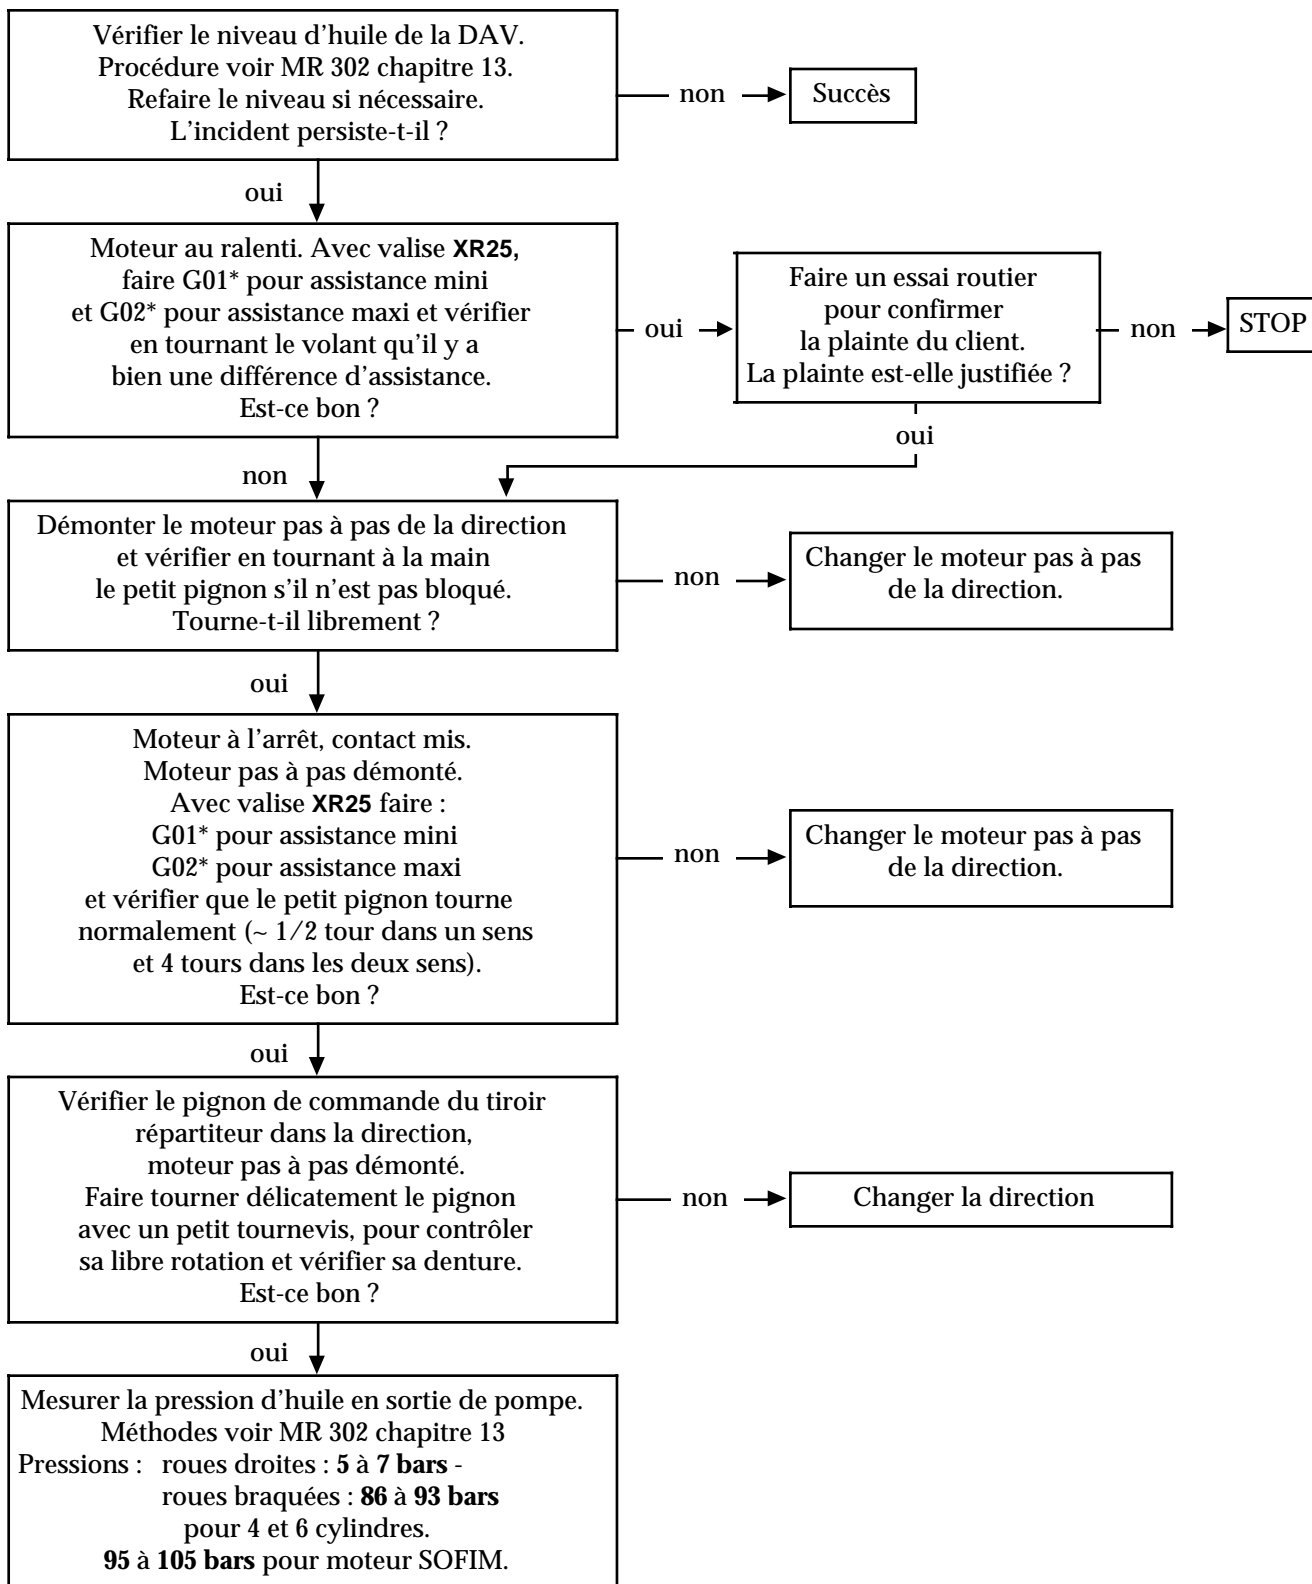 Vérifier le niveau d'huile de la DAV.
Procédure voir MR 302 chapitre 13.
Refaire le niveau si nécessaire.
L'incident persiste-t-il ?
non
Succès
oui
Moteur au ralenti. Avec valise XR25,
faire G01* pour assistance mini
et G02* pour assistance maxi et vérifier
en tournant le volant qu'il y a
bien une différence d'assistance.
Est-ce bon ?
oui
Faire un essai routier
pour confirmer
la plainte du client.
La plainte est-elle justifiée ?
non
STOP
oui
non
Démonter le moteur pas à pas de la direction
et vérifier en tournant à la main
le petit pignon s'il n'est pas bloqué.
Tourne-t-il librement ?
non
Changer le moteur pas à pas
de la direction.
oui
Moteur à l'arrêt, contact mis.
Moteur pas à pas démonté.
Avec valise XR25 faire :
G01* pour assistance mini
G02* pour assistance maxi
et vérifier que le petit pignon tourne
normalement (~ 1/2 tour dans un sens
et 4 tours dans les deux sens).
Est-ce bon ?
non
Changer le moteur pas à pas
de la direction.
oui
Vérifier le pignon de commande du tiroir
répartiteur dans la direction,
moteur pas à pas démonté.
Faire tourner délicatement le pignon
avec un petit tournevis, pour contrôler
sa libre rotation et vérifier sa denture.
Est-ce bon ?
non
Changer la direction
oui
Mesurer la pression d'huile en sortie de pompe.
Méthodes voir MR 302 chapitre 13
Pressions : roues droites : 5 à 7 bars -
roues braquées : 86 à 93 bars
pour 4 et 6 cylindres.
95 à 105 bars pour moteur SOFIM.